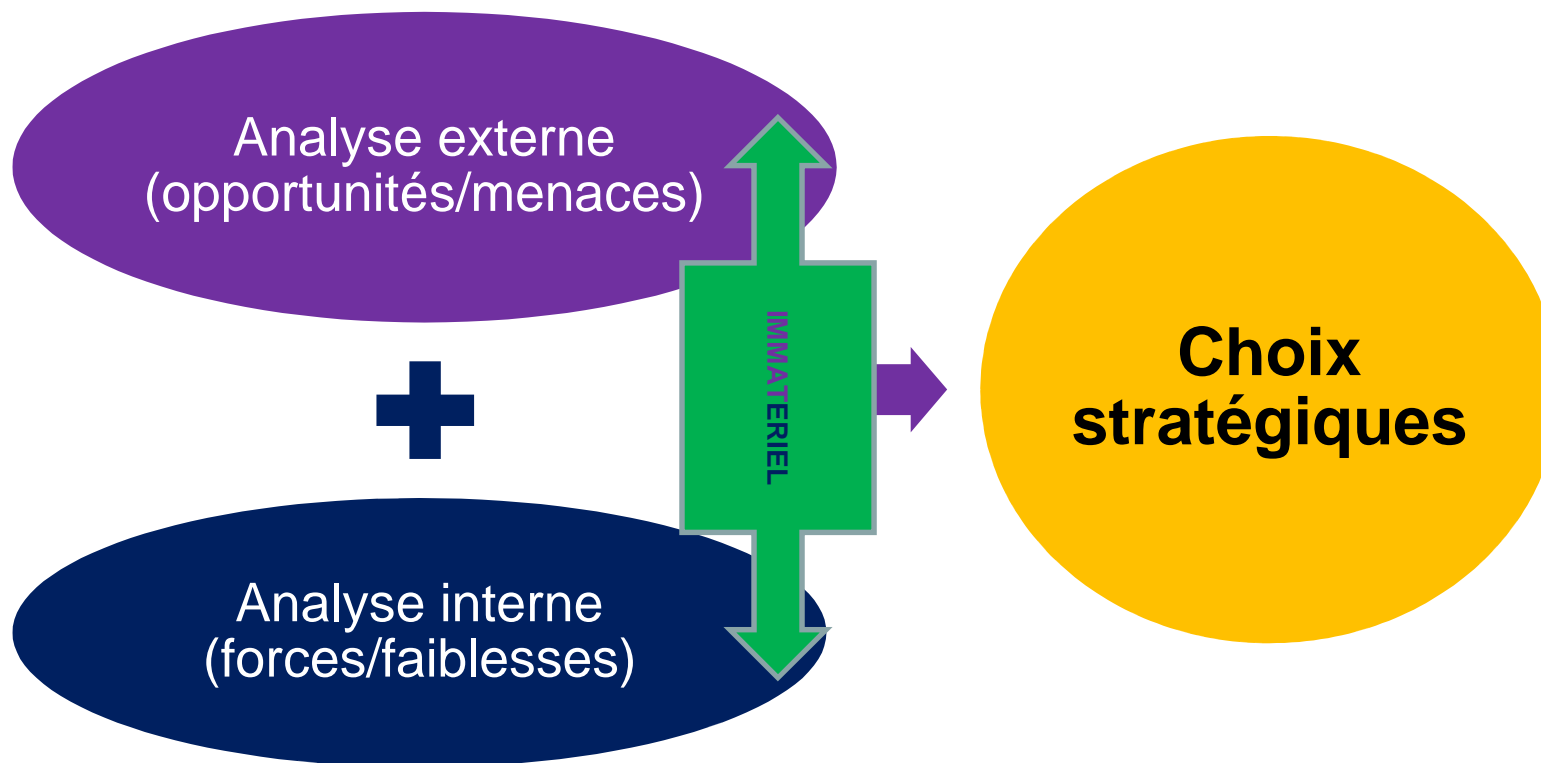 Analyse externe
(opportunités/menaces)
IMMATERIEL
Choix
stratégiques
Analyse interne
(forces/faiblesses)